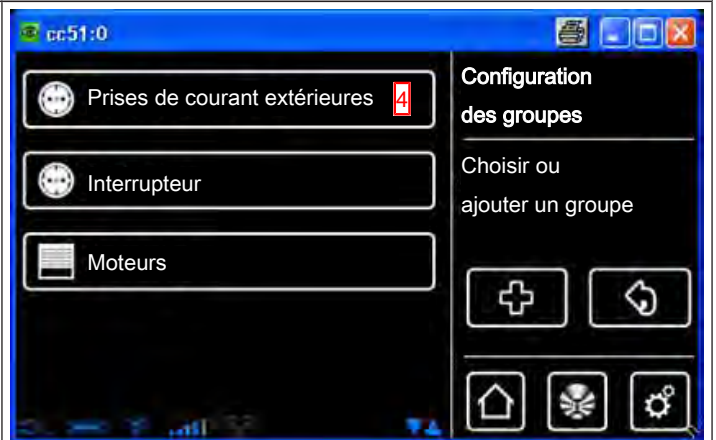 cc51:0
Prises de courant extérieures 4
Interrupteur
Moteurs
Configuration
des groupes
Choisir ou
ajouter un groupe